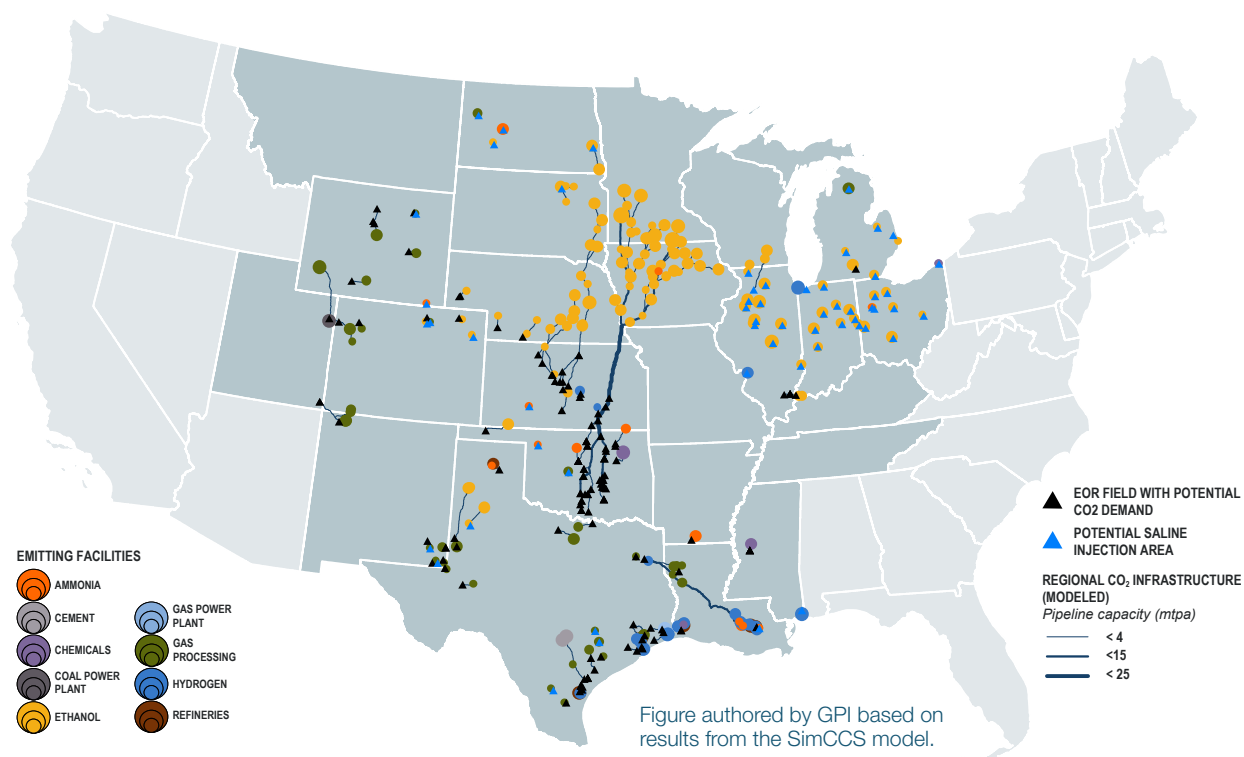 EOR FIELD WITH POTENTIAL
CO2 DEMAND
POTENTIAL SALINE
INJECTION AREA
REGIONAL CO₂ INFRASTRUCTURE
(MODELED)
Pipeline capacity (mtpa)
< 4
<15
< 25
EMITTING FACILITIES
AMMONIA
CEMENT
CHEMICALS
COAL POWER
PLANT
ETHANOL
GAS POWER
PLANT
GAS
PROCESSING
HYDROGEN
REFINERIES
Figure authored by GPI based on
results from the SimCCS model.